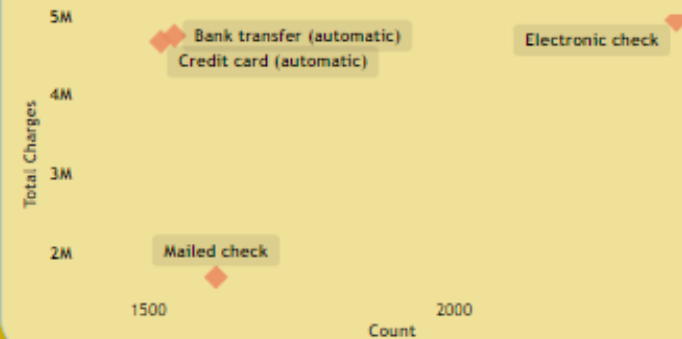 5M
Bank transfer (automatic)
Electronic check
Credit card (automatic)
4M
Total Charges
3M
2M
Mailed check
1500
2000
Count